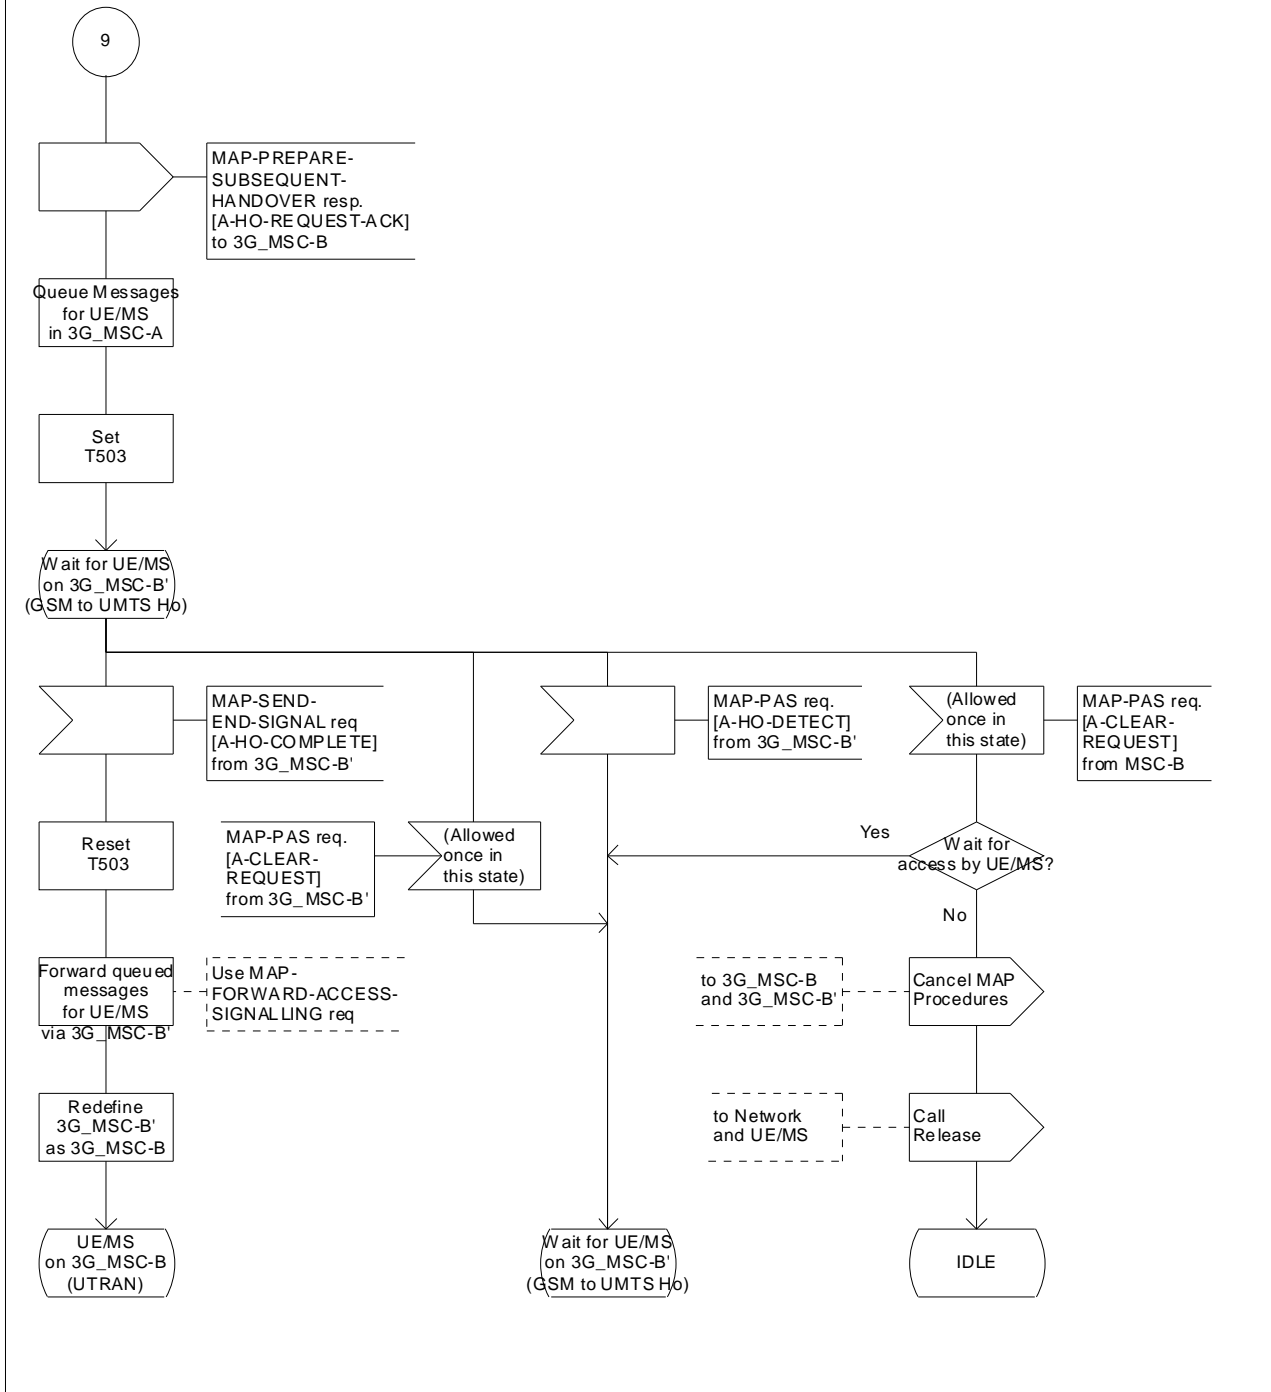 9
MAP-PREPARE-
SUBSEQUENT-
HANDOVER resp.
[A-HO-REQUEST-ACK]
to 3G_MSC-B
Queue Messages
for UE/MS
in 3G_MSC-A
Set
T503
Wait for UE/MS
on 3G_MSC-B'
(GSM to UMTS Ho)
MAP-SEND-
END-SIGNAL req
[A-HO-COMPLETE]
from 3G_MSC-B'
MAP-PAS req.
[A-HO-DETECT]
from 3G_MSC-B'
(Allowed
once in
this state)
MAP-PAS req.
[A-CLEAR-
REQUEST]
from MSC-B
Reset
T503
MAP-PAS req.
[A-CLEAR-
REQUEST]
from 3G_MSC-B'
(Allowed
once in
this state)
Yes
Wait for
access by UE/MS?
No
Forward queued
messages
for UE/MS
via 3G_MSC-B'
Use MAP-
FORWARD-ACCESS-
SIGNALLING req
to 3G_MSC-B
and 3G_MSC-B'
Cancel MAP
Procedures
Redefine
3G_MSC-B'
as 3G_MSC-B
to Network
and UE/MS
Call
Release
UE/MS
on 3G_MSC-B
(UTRAN)
Wait for UE/MS
on 3G_MSC-B'
(GSM to UMTS Ho)
IDLE